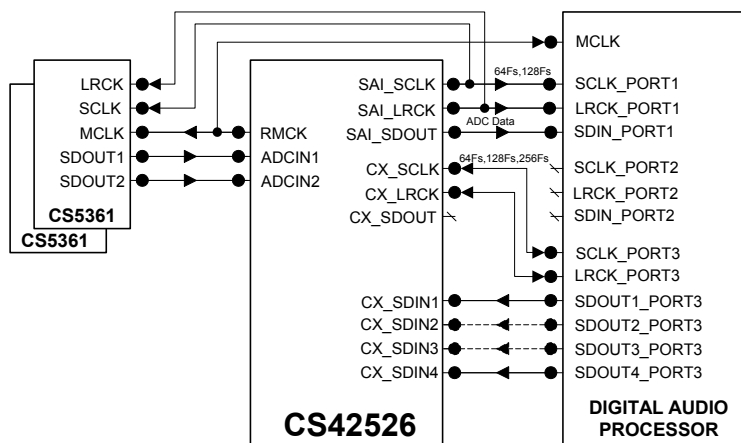 LRCK
SCLK
MCLK
SDOUT1
SDOUT2
CS5361
CS5361
RMCK
ADCIN1
ADCIN2
SAI_SCLK
SAI_LRCK
SAI_SDOUT
CX_SCLK
CX_LRCK
CX_SDOUT
CX_SDIN1
CX_SDIN2
CX_SDIN3
CX_SDIN4
CS42526
64Fs,128Fs
ADC Data
64Fs,128Fs,256Fs
MCLK
SCLK_PORT1
LRCK_PORT1
SDIN_PORT1
SCLK_PORT2
LRCK_PORT2
SDIN_PORT2
SCLK_PORT3
LRCK_PORT3
SDOUT1_PORT3
SDOUT2_PORT3
SDOUT3_PORT3
SDOUT4_PORT3
DIGITAL AUDIO
PROCESSOR